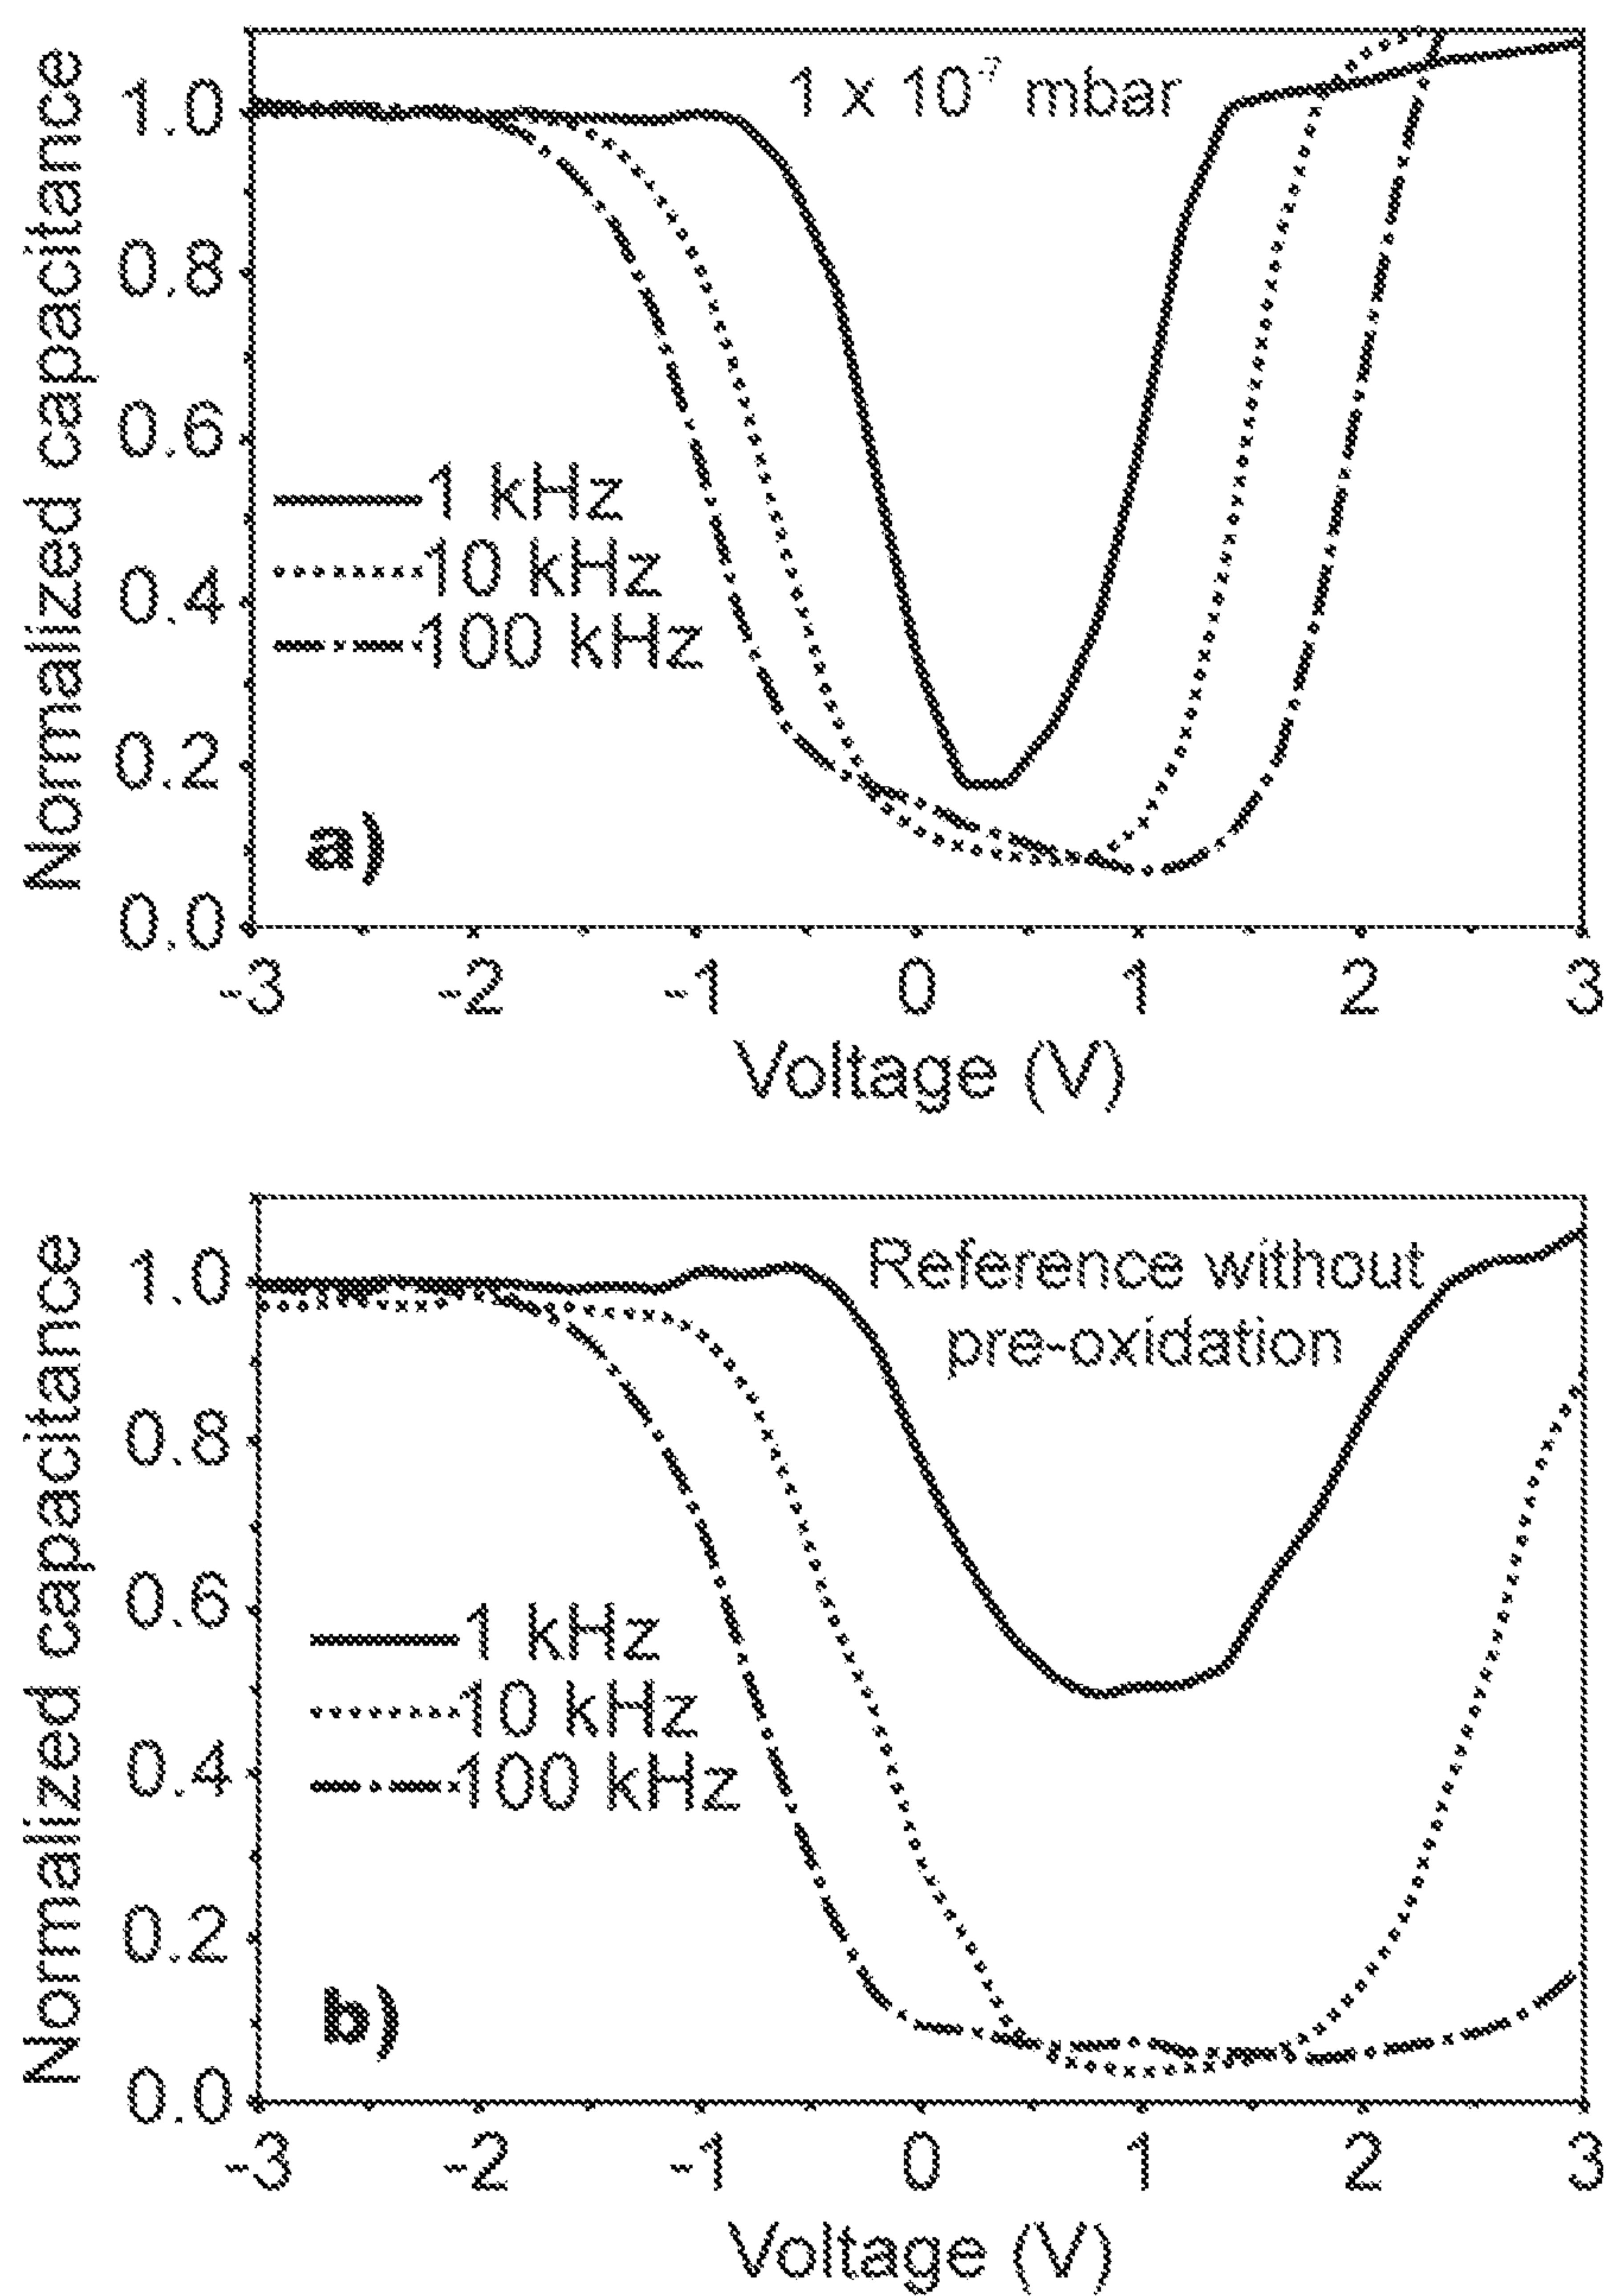 Normalized capacitance
1 x 10⁻⁷ mbar
1.0
0.8
0.6
0.4
0.2
0.0
1 kHz
10 kHz
100 kHz
a)
-3 -2 -1 0 1 2 3
Voltage (V)
Normalized capacitance
Reference without
pre-oxidation
1.0
0.8
0.6
0.4
0.2
0.0
1 kHz
10 kHz
100 kHz
b)
-3 -2 -1 0 1 2 3
Voltage (V)